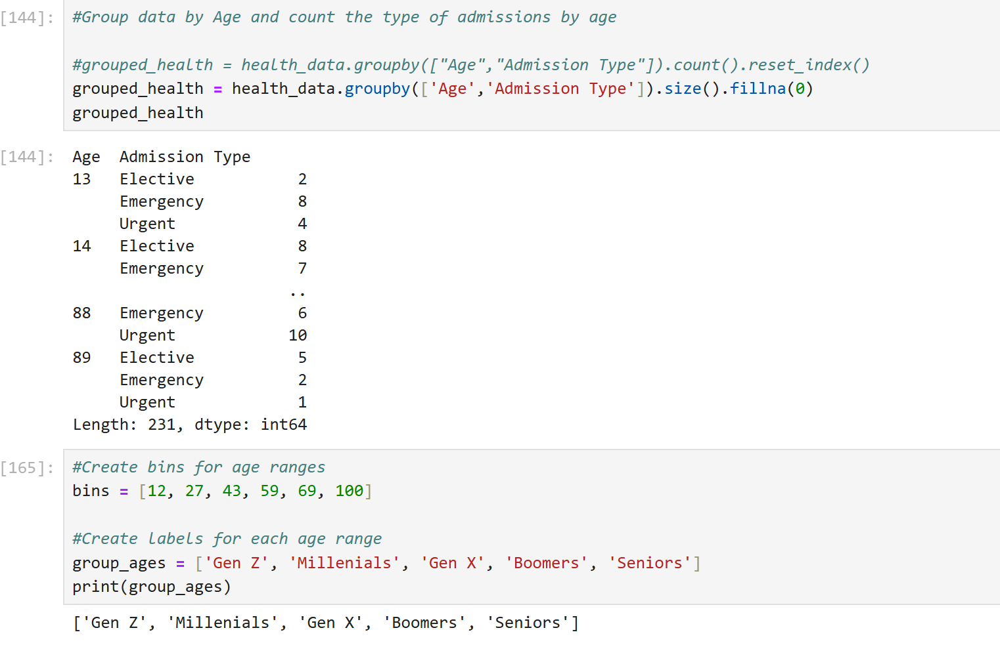 [144]: #Group data by Age and count the type of admissions by age
#grouped_health = health_data.groupby(["Age","Admission Type"]).count().reset_index()
grouped_health = health_data.groupby(['Age','Admission Type']).size().fillna(0)
grouped_health
[144]: Age Admission Type
13 Elective 2
Emergency 8
Urgent 4
14 Elective 8
Emergency 7
..
88 Emergency 6
Urgent 10
89 Elective 5
Emergency 2
Urgent 1
Length: 231, dtype: int64
[165]: #Create bins for age ranges
bins = [12, 27, 43, 59, 69, 100]
#Create labels for each age range
group_ages = ['Gen Z', 'Millenials', 'Gen X', 'Boomers', 'Seniors']
print(group_ages)
['Gen Z', 'Millenials', 'Gen X', 'Boomers', 'Seniors']